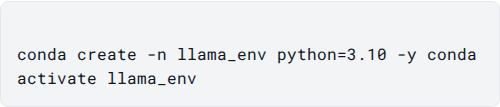 conda create -n llama_env python=3.10 -y conda
activate llama_env